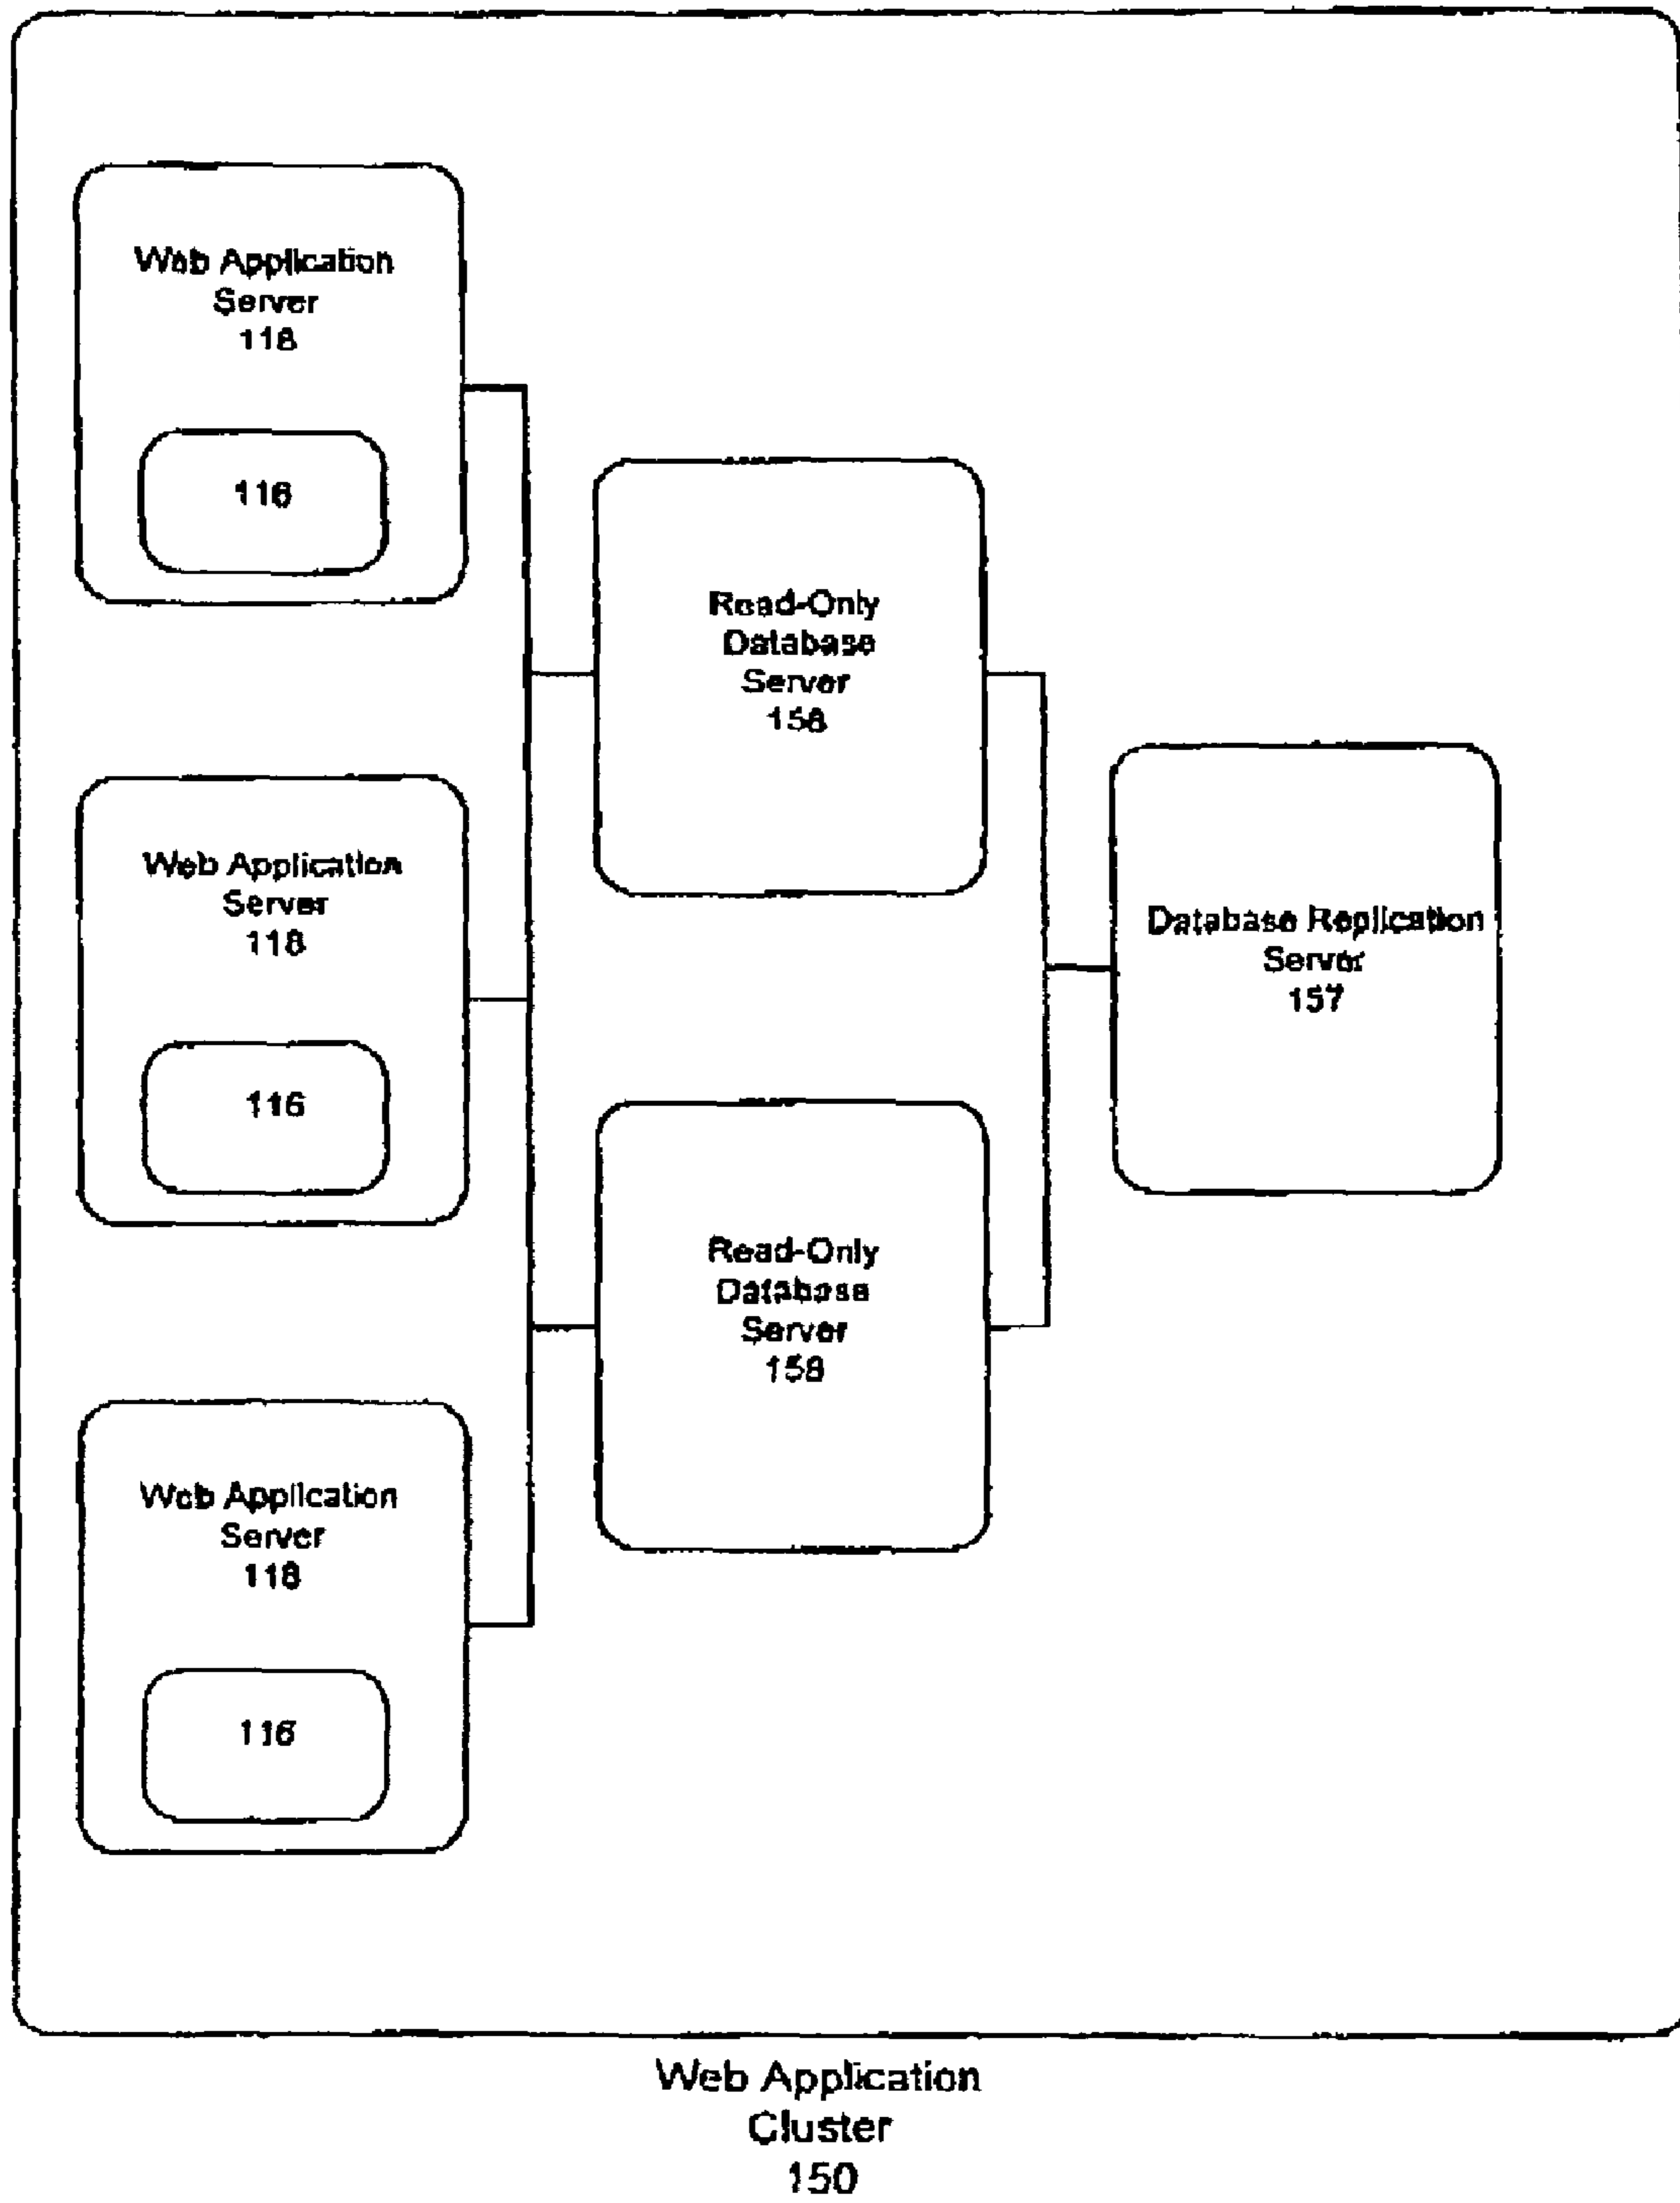 Web Application
Server
118
116
Read-Only
Database
Server
158
Web Application
Server
118
116
Database Replication
Server
157
Read-Only
Database
Server
158
Web Application
Server
118
116
Web Application
Cluster
150